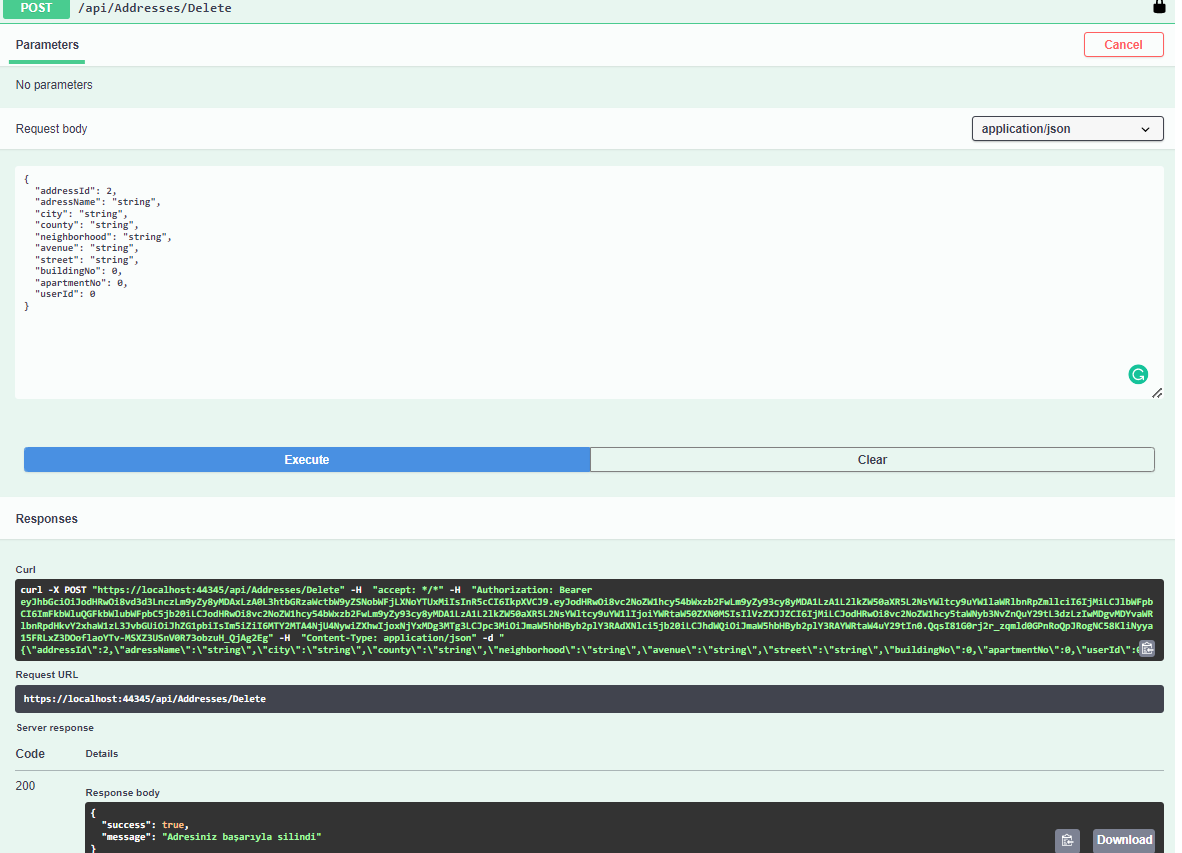 POST /api/Addresses/Delete
Parameters
Cancel
No parameters
Request body
application/json
{
"addressId": 2,
"adressName": "string",
"city": "string",
"county": "string",
"neighborhood": "string",
"avenue": "string",
"street": "string",
"buildingNo": 0,
"apartmentNo": 0,
"userId": 0
}
Execute
Clear
Responses
Curl
curl -X POST "https://localhost:44345/api/Addresses/Delete" -H "accept: */*" -H "Authorization: Bearer
15FRLxZ3DOoflaoYTv-MSXZ3USnV0R73obzuH_QjAg2Eg" -H "Content-Type: application/json" -d "
{\"addressId\":2,\"adressName\":\"string\",\"city\":\"string\",\"county\":\"string\",\"neighborhood\":\"string\",\"avenue\":\"string\",\"street\":\"string\",\"buildingNo\":0,\"apartmentNo\":0,\"userId\":
Request URL
https://localhost:44345/api/Addresses/Delete
Server response
Code Details
200
Response body
{
"success": true,
"message": "Adresiniz başarıyla silindi"
}
Download